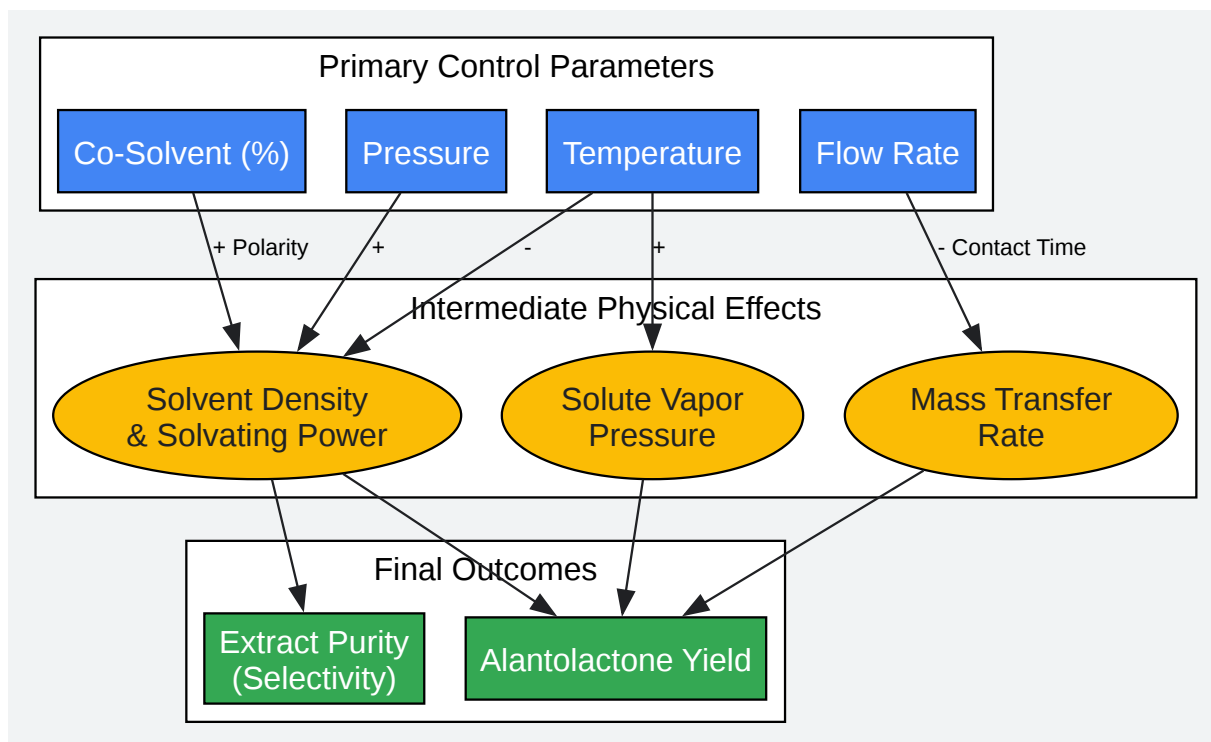 Primary Control Parameters
Co-Solvent (%)
Pressure
Temperature
Flow Rate
+ Polarity
+
-
+
- Contact Time
Intermediate Physical Effects
Solvent Density
& Solvating Power
Solute Vapor
Pressure
Mass Transfer
Rate
Final Outcomes
Extract Purity
(Selectivity)
Alantolactone Yield